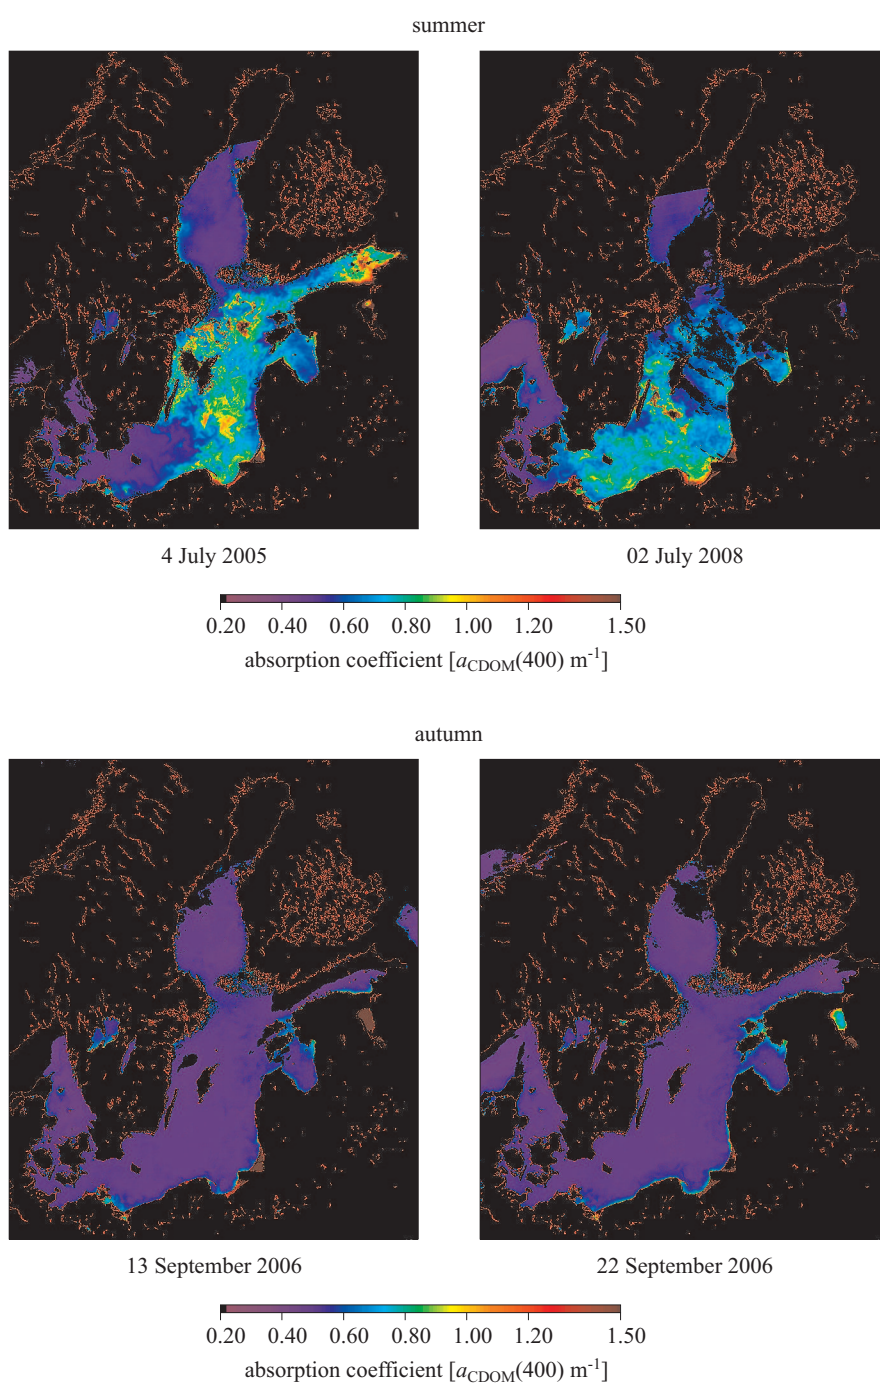 summer
4 July 2005 02 July 2008
0.20 0.40 0.60 0.80 1.00 1.20 1.50
absorption coefficient [aCDOM(400) m-1]
autumn
13 September 2006 22 September 2006
0.20 0.40 0.60 0.80 1.00 1.20 1.50
absorption coefficient [aCDOM(400) m-1]